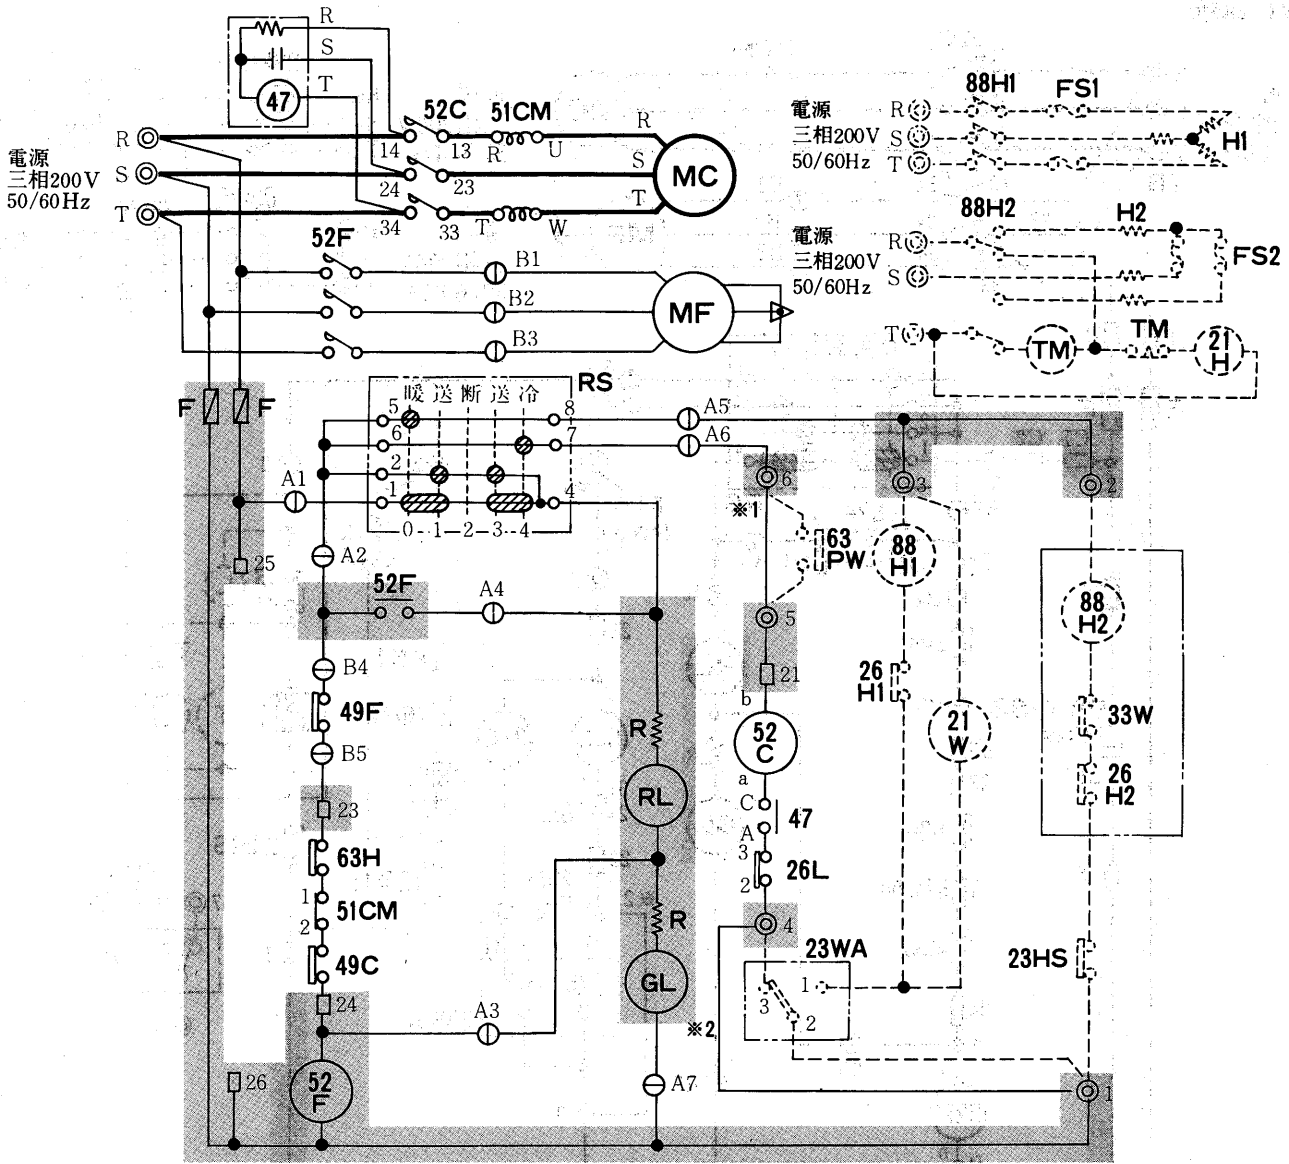 R
S
T
47
52C
51CM
R
14
13
R
U
R
電源
三相200V
50/60Hz
S
24
23
S
MC
T
34
33
T
W
T
52F
B1
B2
B3
MF
電源
三相200V
50/60Hz
R
S
T
88H1
FS1
H1
電源
三相200V
50/60Hz
R
S
T
88H2
H2
FS2
TM
TM
21
H
F
F
RS
暖 送 断 送 冷
5
8
A5
6
7
A6
2
A1
1
4
0 1 2 3 4
6
3
2
※1
25
A2
52F
A4
63
PW
88
H1
88
H2
5
B4
49F
B5
21
b
26
H1
33W
R
52
C
21
W
23
RL
a
C
47
A
26
H2
63H
3
26L
2
1
51CM
2
R
4
23WA
23HS
49C
GL
1
3
2
24
A3
※2
26
52
F
A7
1